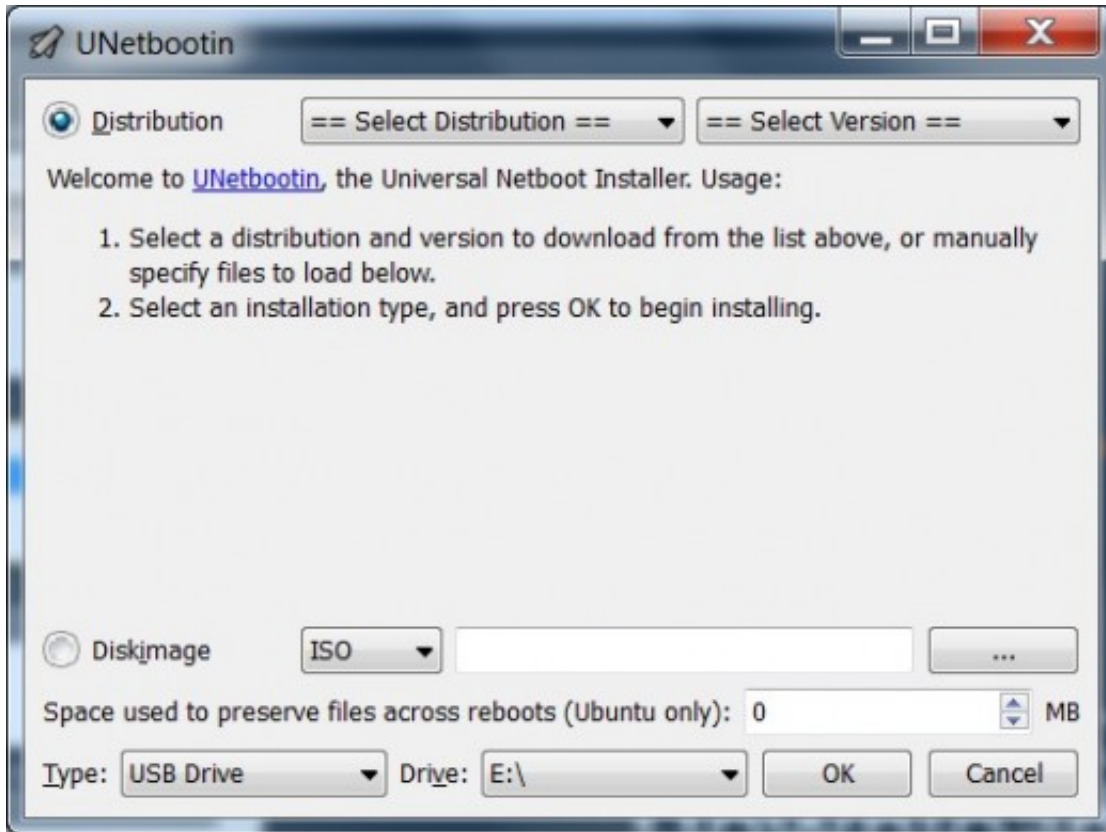 UNetbootin
Distribution == Select Distribution == == Select Version ==
Welcome to UNetbootin, the Universal Netboot Installer. Usage:
1. Select a distribution and version to download from the list above, or manually
specify files to load below.
2. Select an installation type, and press OK to begin installing.
Diskimage ISO ...
Space used to preserve files across reboots (Ubuntu only): 0 MB
Type: USB Drive Drive: E:\ OK Cancel